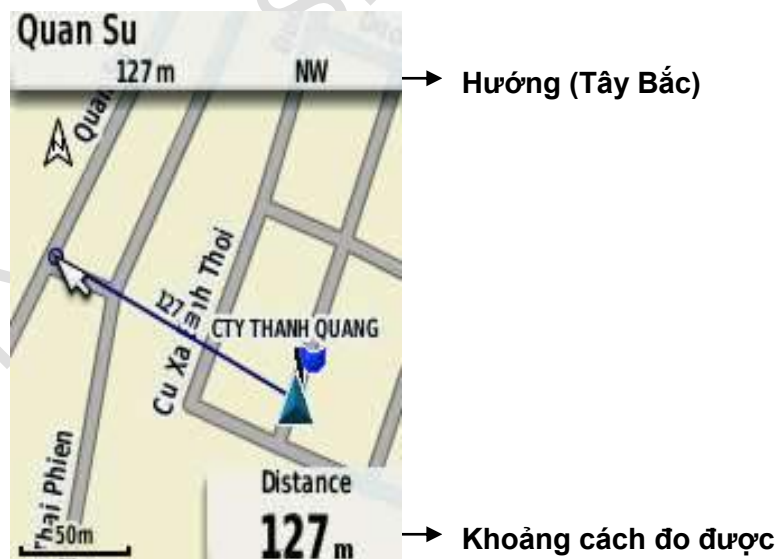 Quan Su
127 m NW
Hướng (Tây Bắc)
N
Quan
127 m
Cu Xa Thoi
CTY THANH QUANG
Thai Phien
50m
Distance
127 m
Khoảng cách đo được